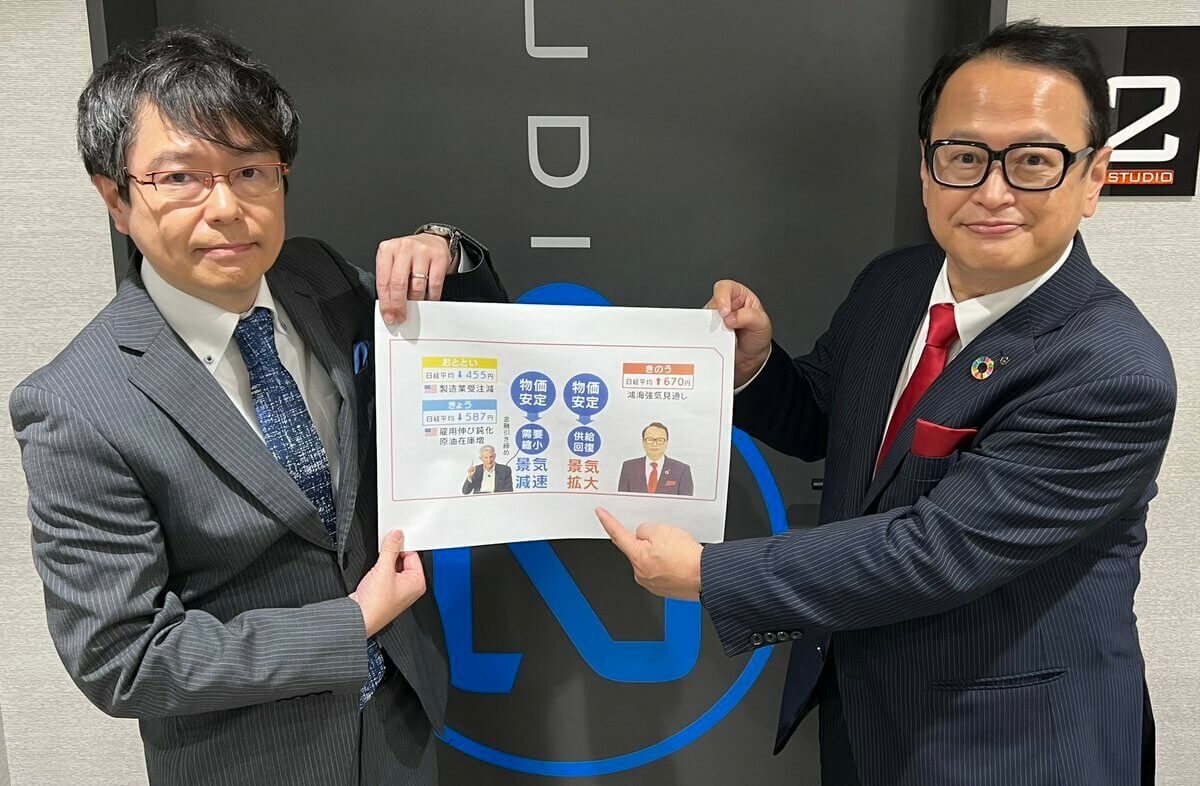 UDI
2
STUDIO
おととい
日経平均 ↓ 455円
製造業受注減
きょう
日経平均 ↓ 587円
雇用伸び鈍化
原油在庫増
物価
安定
金融引き締め
需要
縮小
景気
減速
物価
安定
供給
回復
景気
拡大
きのう
日経平均 ↑ 670円
鴻海強気見通し